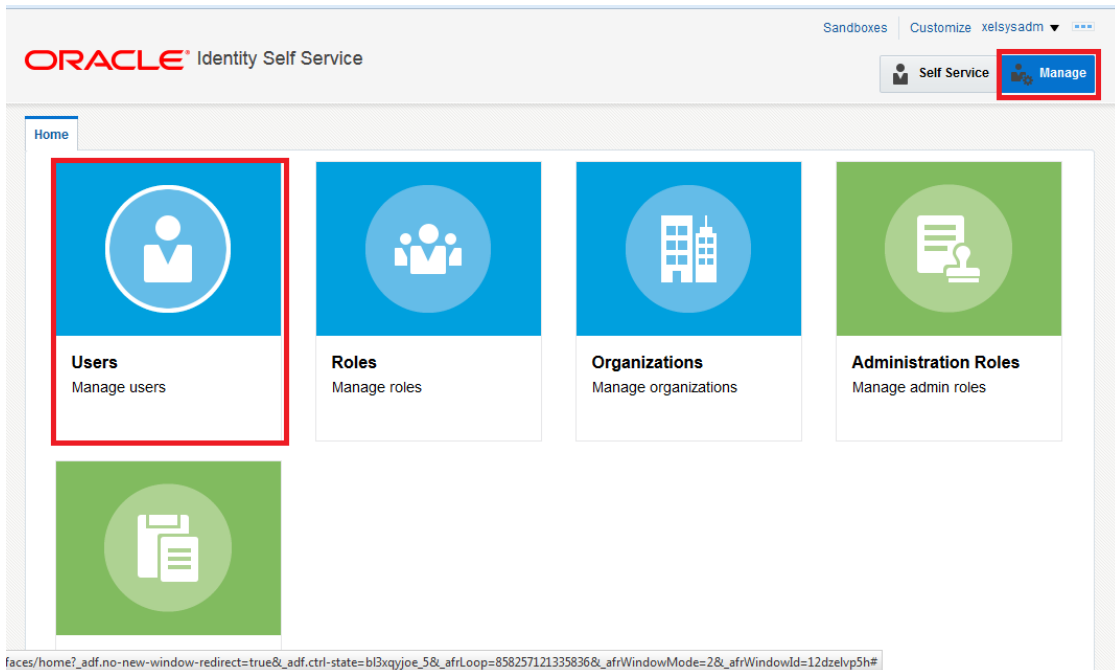 Sandboxes Customize xelsysadm
ORACLE® Identity Self Service
Self Service Manage
Home
Users
Manage users
Roles
Manage roles
Organizations
Manage organizations
Administration Roles
Manage admin roles
faces/home?_adf.no-new-window-redirect=true&_adf.ctrl-state=bl3xqyjoe_5&_afrLoop=85825712133583­6&_afrWindowMode=2&_afrWindowId=12dzelvp5h#